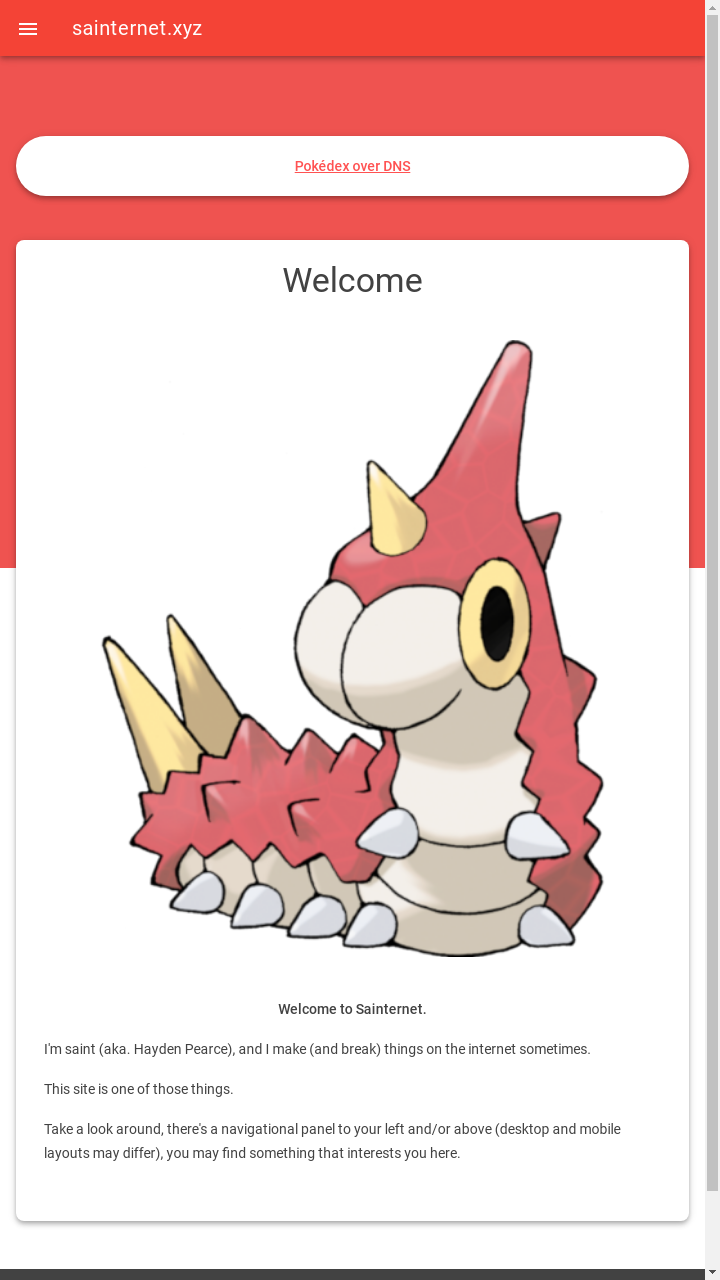 sainternet.xyz
Pokédex over DNS
Welcome
Welcome to Sainternet.
I'm saint (aka. Hayden Pearce), and I make (and break) things on the internet sometimes.
This site is one of those things.
Take a look around, there's a navigational panel to your left and/or above (desktop and mobile
layouts may differ), you may find something that interests you here.